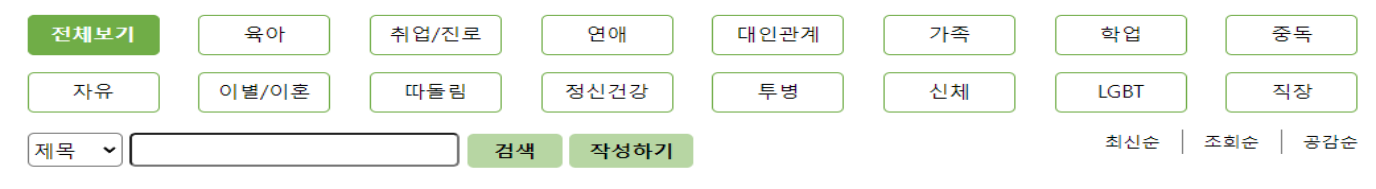 전체보기 육아 취업/진로 연애 대인관계 가족 학업 중독
자유 이별/이혼 따돌림 정신건강 투병 신체 LGBT 직장
제목 검색 작성하기 최신순 조회순 공감순